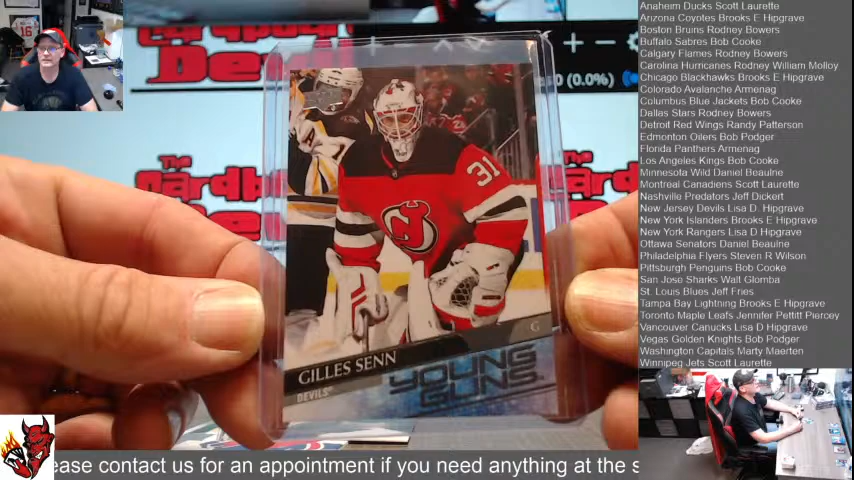 Anaheim Ducks Scott Laurette
Arizona Coyotes Brooks E Hipgrave
Boston Bruins Rodney Bowers
Buffalo Sabres Bob Cooke
Calgary Flames Rodney Bowers
Carolina Hurricanes Rodney William Molloy
Chicago Blackhawks Brooks E Hipgrave
Colorado Avalanche Armenag
Columbus Blue Jackets Bob Cooke
Dallas Stars Rodney Bowers
Detroit Red Wings Randy Patterson
Edmonton Oilers Bob Podger
Florida Panthers Armenag
Los Angeles Kings Bob Cooke
Minnesota Wild Daniel Beaulne
Montreal Canadiens Scott Laurette
Nashville Predators Jeff Dickert
New Jersey Devils Lisa D. Hipgrave
New York Islanders Brooks E Hipgrave
New York Rangers Lisa D Hipgrave
Ottawa Senators Daniel Beaulne
Philadelphia Flyers Steven R Wilson
Pittsburgh Penguins Bob Cooke
San Jose Sharks Walt Glomba
St. Louis Blues Jeff Fries
Tampa Bay Lightning Brooks E Hipgrave
Toronto Maple Leafs Jennifer Pettitt Piercey
Vancouver Canucks Lisa D Hipgrave
Vegas Golden Knights Bob Podger
Washington Capitals Marty Maerten
Winnipeg Jets Scott Laurette
16
0 (0.0%)
The
31
G
GILLES SENN
DEVILS
YOUNG
GUNS
ease contact us for an appointment if you need anything at the s